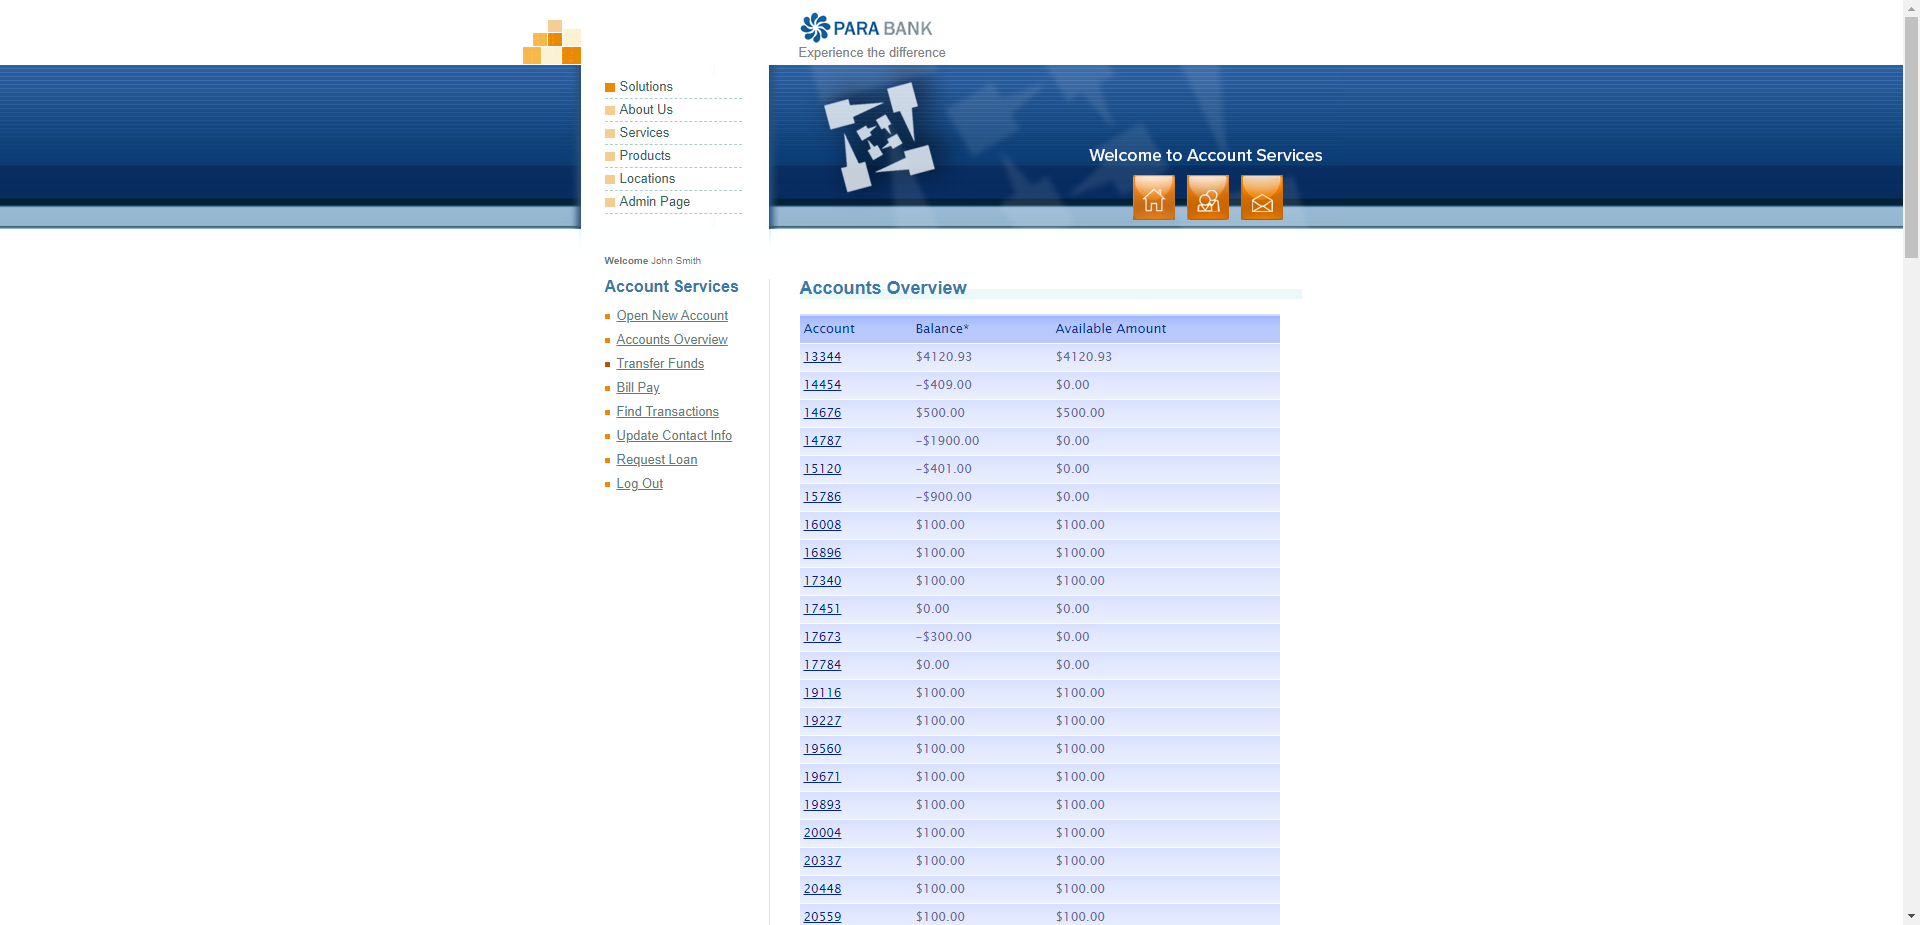 PARA BANK
Experience the difference
Solutions
About Us
Services
Products
Locations
Admin Page
Welcome to Account Services
Welcome John Smith
Account Services
Open New Account
Accounts Overview
Transfer Funds
Bill Pay
Find Transactions
Update Contact Info
Request Loan
Log Out
Accounts Overview
Account Balance* Available Amount
13344 $4120.93 $4120.93
14454 -$409.00 $0.00
14676 $500.00 $500.00
14787 -$1900.00 $0.00
15120 -$401.00 $0.00
15786 -$900.00 $0.00
16008 $100.00 $100.00
16896 $100.00 $100.00
17340 $100.00 $100.00
17451 $0.00 $0.00
17673 -$300.00 $0.00
17784 $0.00 $0.00
19116 $100.00 $100.00
19227 $100.00 $100.00
19560 $100.00 $100.00
19671 $100.00 $100.00
19893 $100.00 $100.00
20004 $100.00 $100.00
20337 $100.00 $100.00
20448 $100.00 $100.00
20559 $100.00 $100.00